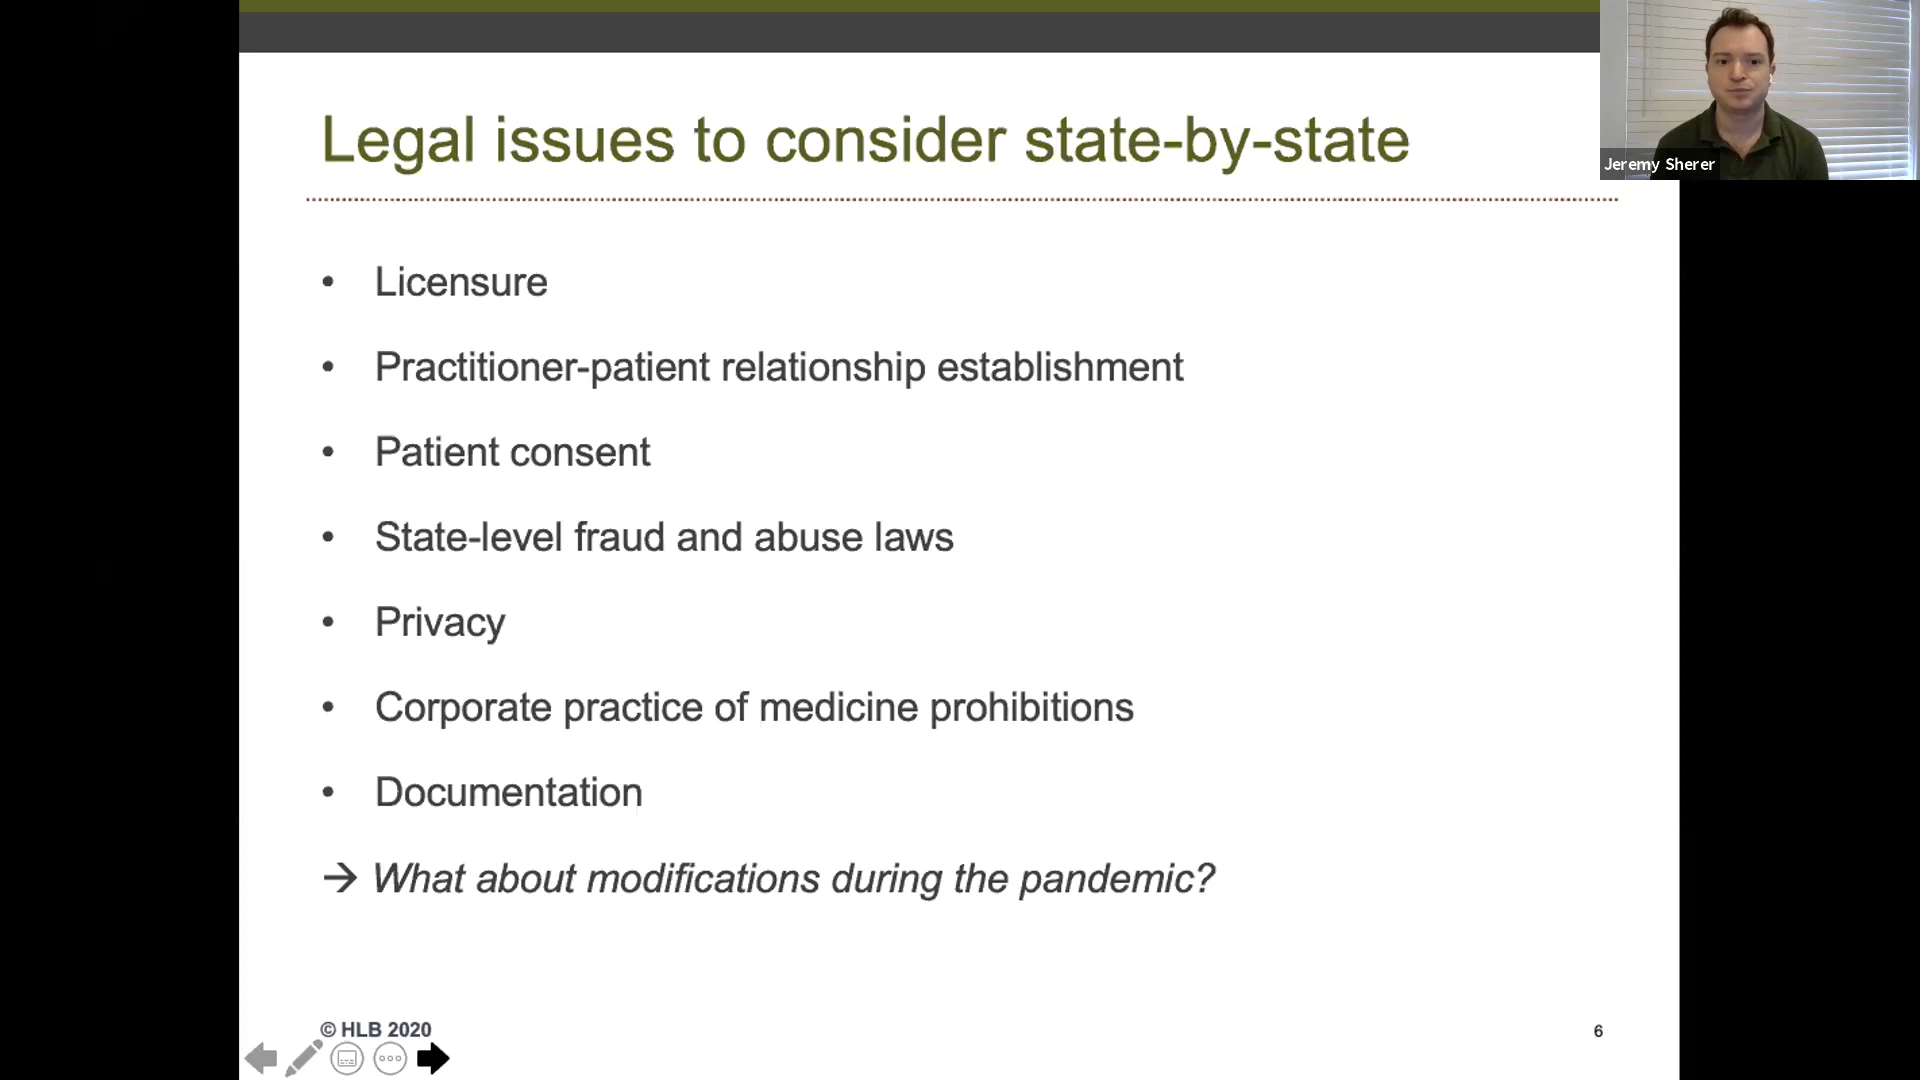 Legal issues to consider state-by-state
Jeremy Sherer
• Licensure
• Practitioner-patient relationship establishment
• Patient consent
• State-level fraud and abuse laws
• Privacy
• Corporate practice of medicine prohibitions
• Documentation
→ What about modifications during the pandemic?
© HLB 2020
6